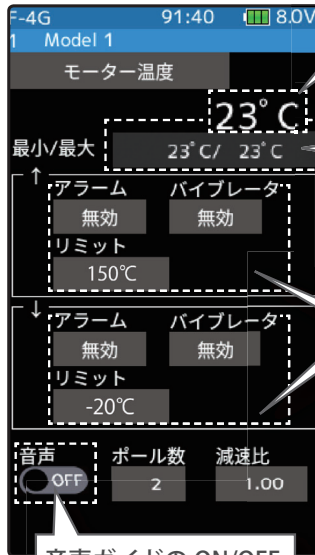 F-4G 91:40 8.0V
1 Model 1
モーター温度
23°C
最小/最大 23°C/ 23°C
↑
アラーム バイブレータ
無効 無効
リミット
150℃
↓
アラーム バイブレータ
無効 無効
リミット
-20℃
音声 ポール数 減速比
OFF 2 1.00
音声ガイドの ON/OFF